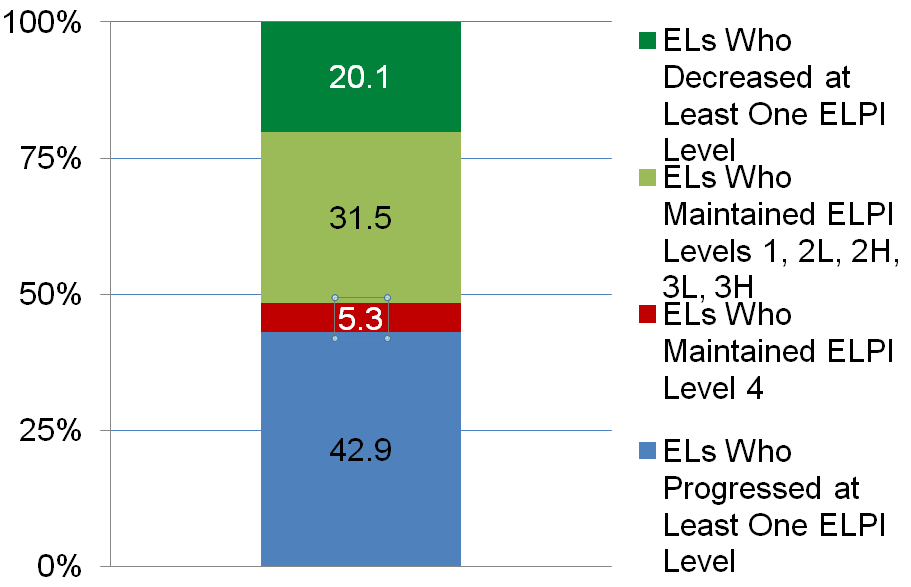 100%
75%
50%
25%
0%
20.1
31.5
5.3
42.9
ELs Who
Decreased at
Least One ELPI
Level
ELs Who
Maintained ELPI
Levels 1, 2L, 2H,
3L, 3H
ELs Who
Maintained ELPI
Level 4
ELs Who
Progressed at
Least One ELPI
Level